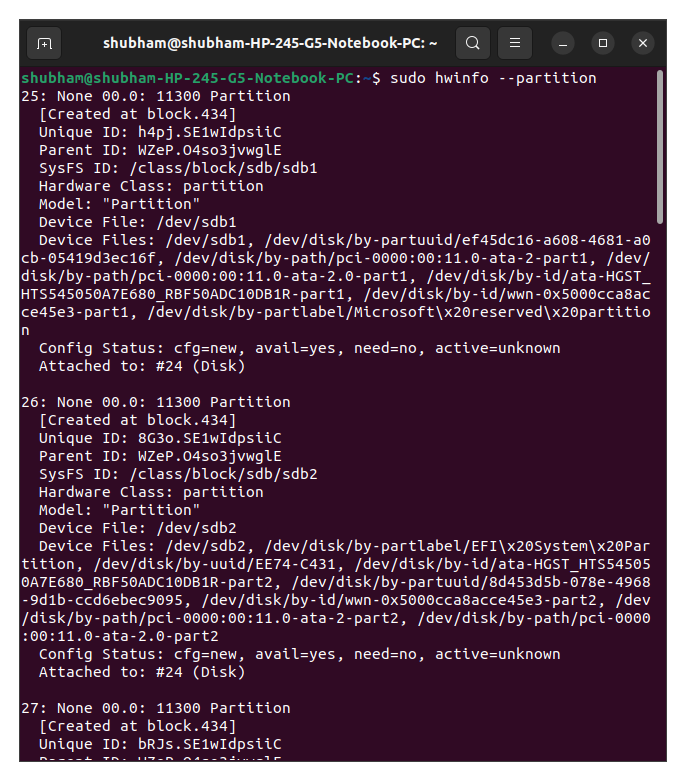 shubham@shubham-HP-245-G5-Notebook-PC: ~
shubham@shubham-HP-245-G5-Notebook-PC:~$ sudo hwinfo --partition
25: None 00.0: 11300 Partition
  [Created at block.434]
  Unique ID: h4pj.SE1wIdpsiiC
  Parent ID: WZeP.O4so3jvwglE
  SysFS ID: /class/block/sdb/sdb1
  Hardware Class: partition
  Model: "Partition"
  Device File: /dev/sdb1
  Device Files: /dev/sdb1, /dev/disk/by-partuuid/ef45dc16-a608-4681-a0
cb-05419d3ec16f, /dev/disk/by-path/pci-0000:00:11.0-ata-2-part1, /dev/
disk/by-path/pci-0000:00:11.0-ata-2.0-part1, /dev/disk/by-id/ata-HGST_
HTS545050A7E680_RBF50ADC10DB1R-part1, /dev/disk/by-id/wwn-0x5000cca8ac
ce45e3-part1, /dev/disk/by-partlabel/Microsoft\x20reserved\x20partitio
n
  Config Status: cfg=new, avail=yes, need=no, active=unknown
  Attached to: #24 (Disk)
26: None 00.0: 11300 Partition
  [Created at block.434]
  Unique ID: 8G3o.SE1wIdpsiiC
  Parent ID: WZeP.O4so3jvwglE
  SysFS ID: /class/block/sdb/sdb2
  Hardware Class: partition
  Model: "Partition"
  Device File: /dev/sdb2
  Device Files: /dev/sdb2, /dev/disk/by-partlabel/EFI\x20System\x20Par
tition, /dev/disk/by-uuid/EE74-C431, /dev/disk/by-id/ata-HGST_HTS54505
0A7E680_RBF50ADC10DB1R-part2, /dev/disk/by-partuuid/8d453d5b-078e-4968
-9d1b-ccd6ebec9095, /dev/disk/by-id/wwn-0x5000cca8acce45e3-part2, /dev
/disk/by-path/pci-0000:00:11.0-ata-2-part2, /dev/disk/by-path/pci-0000
:00:11.0-ata-2.0-part2
  Config Status: cfg=new, avail=yes, need=no, active=unknown
  Attached to: #24 (Disk)
27: None 00.0: 11300 Partition
  [Created at block.434]
  Unique ID: bRJs.SE1wIdpsiiC
  Parent ID: WZeP.O4so3jvwglE